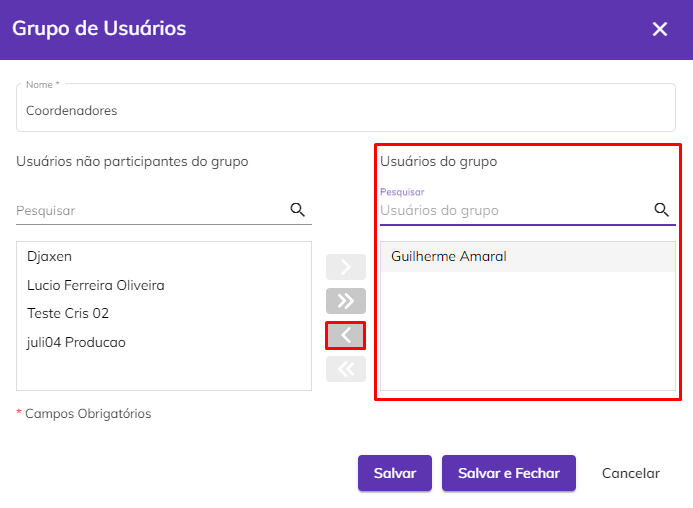 Grupo de Usuários
Nome *
Coordenadores
Usuários não participantes do grupo
Pesquisar
Djaxen
Lucio Ferreira Oliveira
Teste Cris 02
juli04 Producao
Usuários do grupo
Pesquisar
Usuários do grupo
Guilherme Amaral
* Campos Obrigatórios
Salvar
Salvar e Fechar
Cancelar